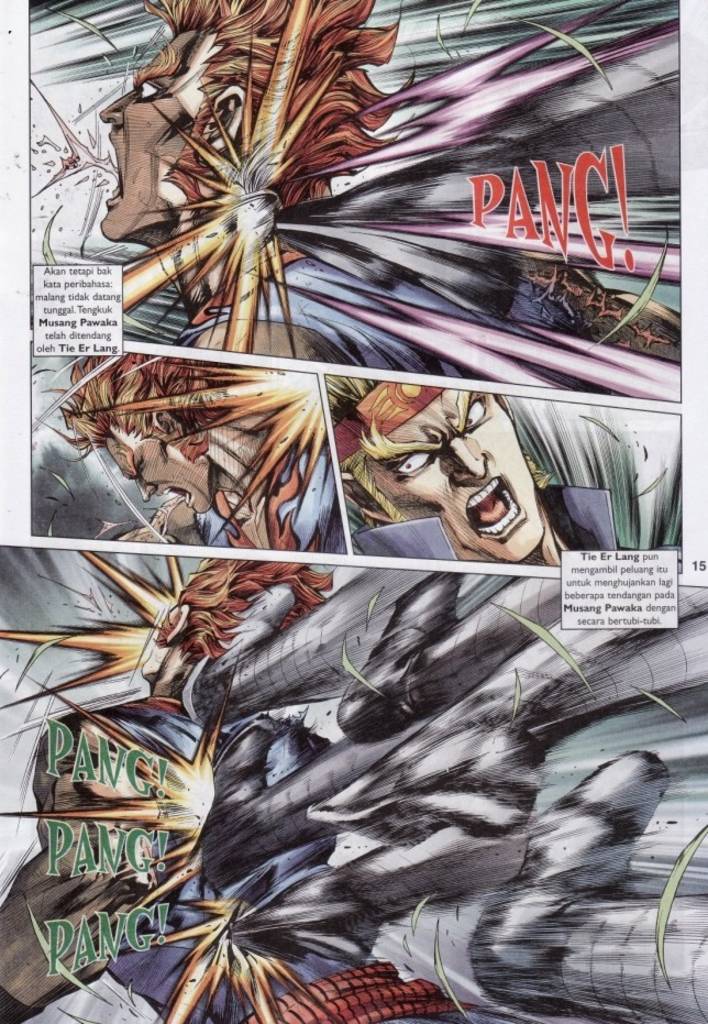 PANG!
Akan tetapi bak
kata peribahasa:
malang tidak datang
tunggal. Tengkuk
Musang Pawaka
telah ditendang
oleh Tie Er Lang.
15
Tie Er Lang pun
mengambil peluang itu
untuk menghujankan lagi
beberapa tendangan pada
Musang Pawaka dengan
secara bertubi-tubi.
PANG!
PANG!
PANG!